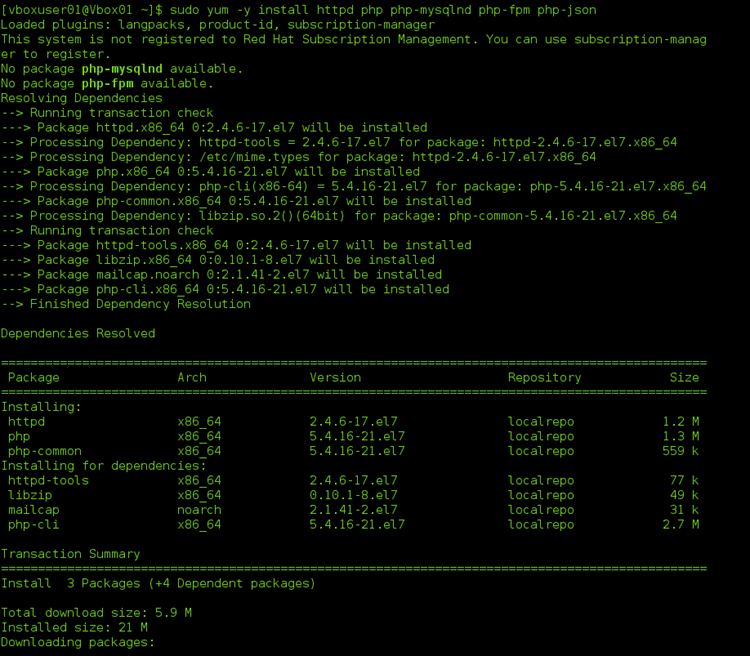 [vboxuser01@Vbox01 ~]$ sudo yum -y install httpd php php-mysqlnd php-fpm php-json
Loaded plugins: langpacks, product-id, subscription-manager
This system is not registered to Red Hat Subscription Management. You can use subscription-manag
er to register.
No package php-mysqlnd available.
No package php-fpm available.
Resolving Dependencies
--> Running transaction check
---> Package httpd.x86_64 0:2.4.6-17.el7 will be installed
--> Processing Dependency: httpd-tools = 2.4.6-17.el7 for package: httpd-2.4.6-17.el7.x86_64
--> Processing Dependency: /etc/mime.types for package: httpd-2.4.6-17.el7.x86_64
---> Package php.x86_64 0:5.4.16-21.el7 will be installed
--> Processing Dependency: php-cli(x86-64) = 5.4.16-21.el7 for package: php-5.4.16-21.el7.x86_64
---> Package php-common.x86_64 0:5.4.16-21.el7 will be installed
--> Processing Dependency: libzip.so.2()(64bit) for package: php-common-5.4.16-21.el7.x86_64
--> Running transaction check
---> Package httpd-tools.x86_64 0:2.4.6-17.el7 will be installed
---> Package libzip.x86_64 0:0.10.1-8.el7 will be installed
---> Package mailcap.noarch 0:2.1.41-2.el7 will be installed
---> Package php-cli.x86_64 0:5.4.16-21.el7 will be installed
--> Finished Dependency Resolution
Dependencies Resolved
================================================================================================
Package Arch Version Repository Size
================================================================================================
Installing:
httpd x86_64 2.4.6-17.el7 localrepo 1.2 M
php x86_64 5.4.16-21.el7 localrepo 1.3 M
php-common x86_64 5.4.16-21.el7 localrepo 559 k
Installing for dependencies:
httpd-tools x86_64 2.4.6-17.el7 localrepo 77 k
libzip x86_64 0.10.1-8.el7 localrepo 49 k
mailcap noarch 2.1.41-2.el7 localrepo 31 k
php-cli x86_64 5.4.16-21.el7 localrepo 2.7 M
Transaction Summary
================================================================================================
Install 3 Packages (+4 Dependent packages)
Total download size: 5.9 M
Installed size: 21 M
Downloading packages: